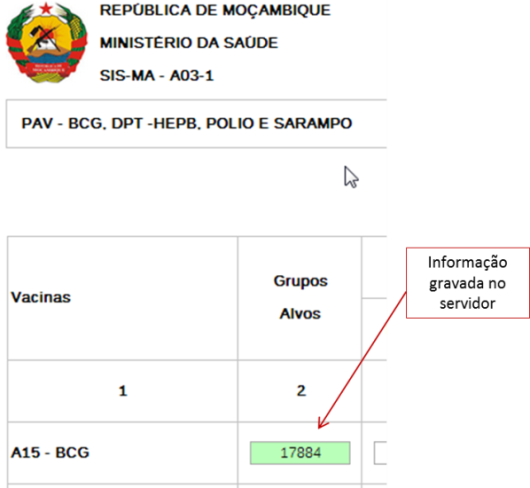 REPÚBLICA DE MOÇAMBIQUE
MINISTÉRIO DA SAÚDE
SIS-MA - A03-1
PAV - BCG, DPT -HEPB, POLIO E SARAMPO
Informação
gravada no
servidor
Vacinas
Grupos
Alvos
1
2
A15 - BCG
17884